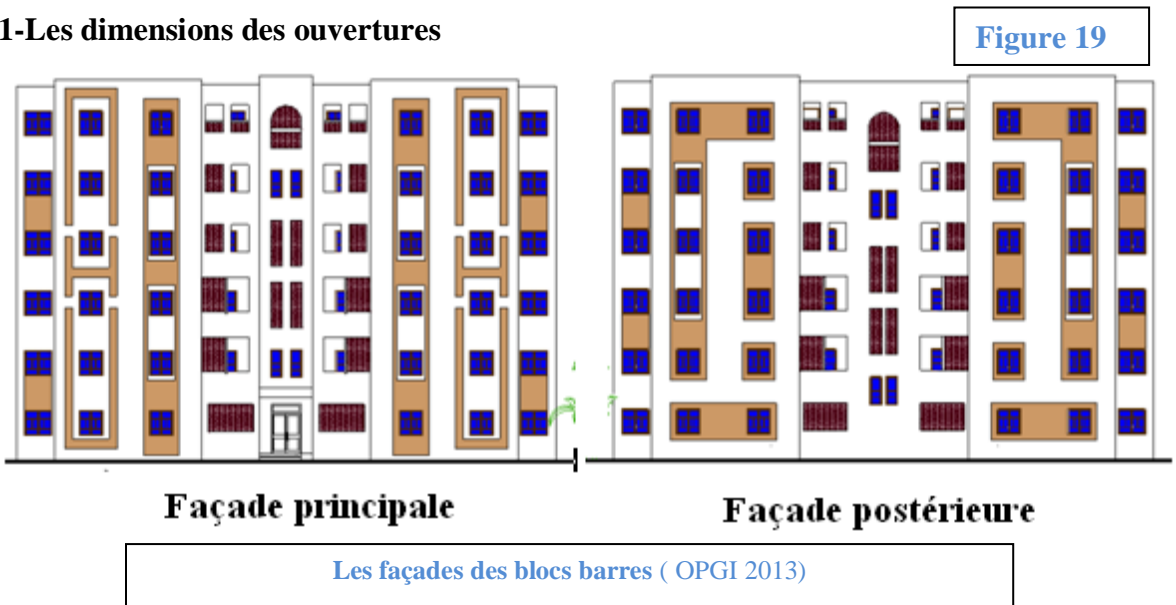 1-Les dimensions des ouvertures
Figure 19
Façade principale
Façade postérieure
Les façades des blocs barres ( OPGI 2013)